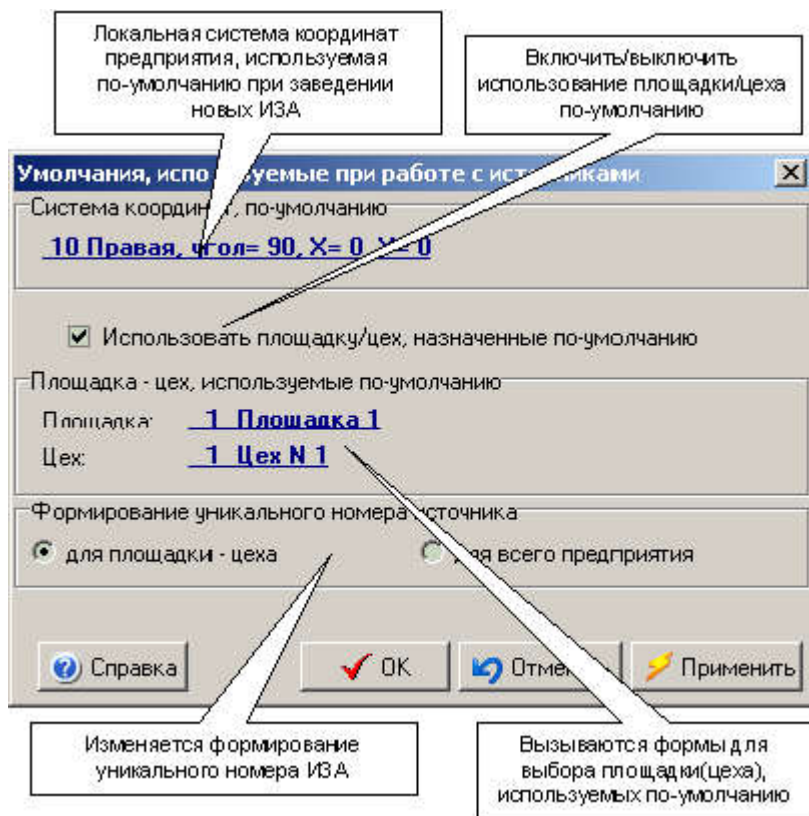 Локальная система координат
предприятия, используемая
по-умолчанию при заведении
новых ИЗА
Включить/выключить
использование площадки/цеха
по-умолчанию
Умолчания, используемые при работе с источниками
Система координат, по-умолчанию
10 Правая, угол= 90, X= 0, Y= 0
Использовать площадку/цех, назначенные по-умолчанию
Площадка - цех, используемые по-умолчанию
Площадка: 1 Площадка 1
Цех: 1 Цех N 1
Формирование уникального номера источника
для площадки - цеха для всего предприятия
Справка OK Отменить Применить
Изменяется формирование
уникального номера ИЗА
Вызываются формы для
выбора площадки(цеха),
используемых по-умолчанию